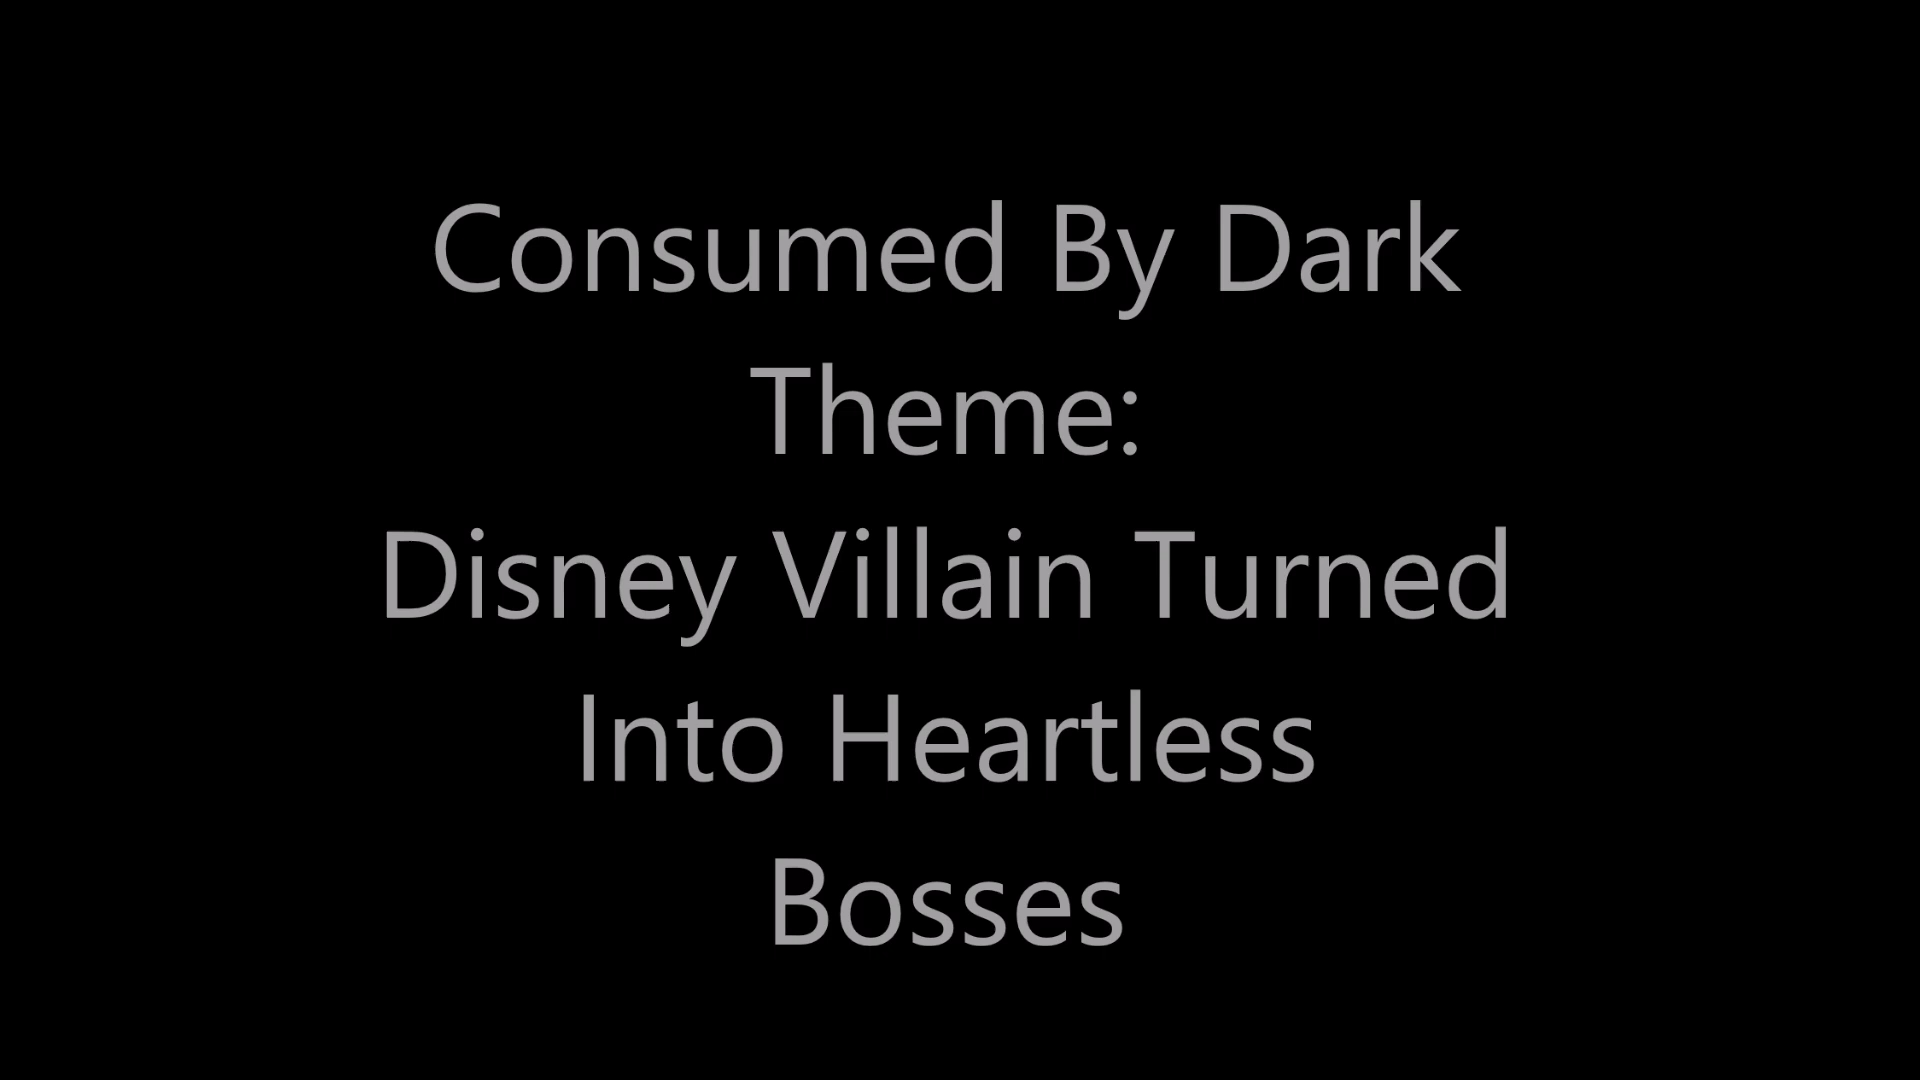 Consumed By Dark
Theme:
Disney Villain Turned
Into Heartless
Bosses